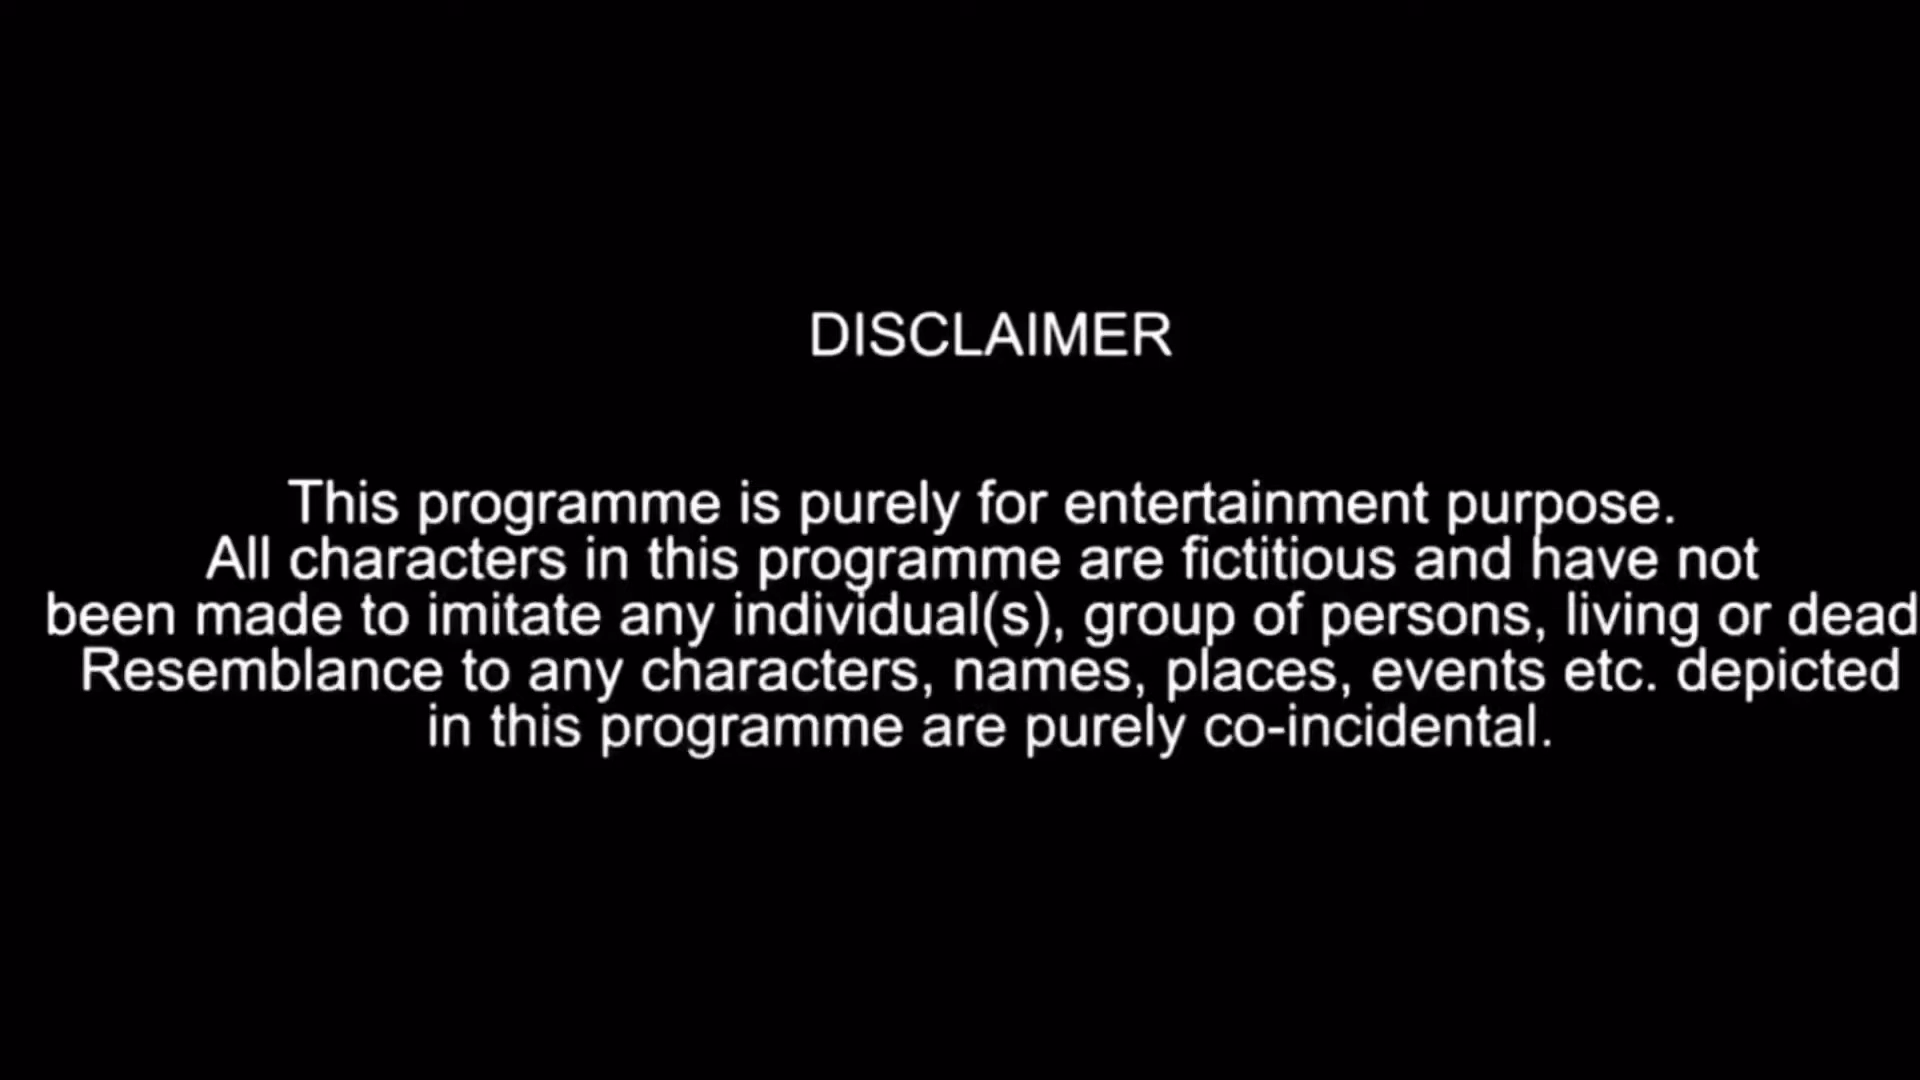 DISCLAIMER
This programme is purely for entertainment purpose.
All characters in this programme are fictitious and have not
been made to imitate any individual(s), group of persons, living or dead
Resemblance to any characters, names, places, events etc. depicted
in this programme are purely co-incidental.